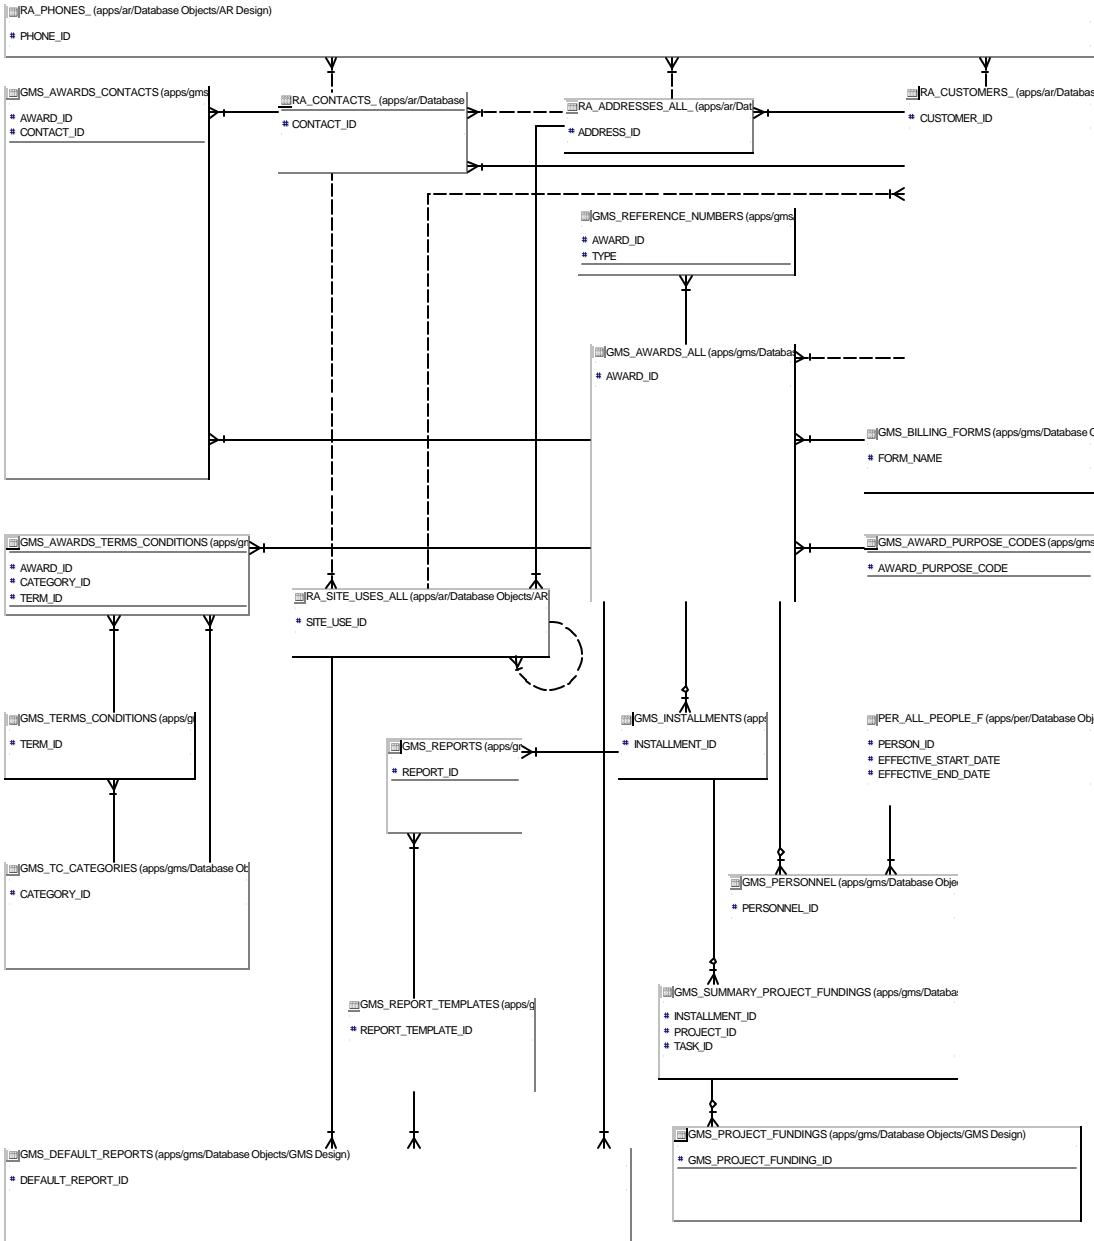 RA_PHONES_ (apps/ar/Database Objects/AR Design)
# PHONE_ID
GMS_AWARDS_CONTACTS (apps/gms
# AWARD_ID
# CONTACT_ID
RA_CONTACTS_ (apps/ar/Database
# CONTACT_ID
RA_ADDRESSES_ALL_ (apps/ar/Dat
# ADDRESS_ID
RA_CUSTOMERS_ (apps/ar/Databas
# CUSTOMER_ID
GMS_REFERENCE_NUMBERS (apps/gms/
# AWARD_ID
# TYPE
GMS_AWARDS_ALL (apps/gms/Databas
# AWARD_ID
GMS_BILLING_FORMS (apps/gms/Database O
# FORM_NAME
GMS_AWARDS_TERMS_CONDITIONS (apps/gm
# AWARD_ID
# CATEGORY_ID
# TERM_ID
GMS_AWARD_PURPOSE_CODES (apps/gms
# AWARD_PURPOSE_CODE
RA_SITE_USES_ALL (apps/ar/Database Objects/AR
# SITE_USE_ID
GMS_TERMS_CONDITIONS (apps/g
# TERM_ID
GMS_REPORTS (apps/g
# REPORT_ID
GMS_INSTALLMENTS (apps
# INSTALLMENT_ID
PER_ALL_PEOPLE_F (apps/per/Database Obj
# PERSON_ID
# EFFECTIVE_START_DATE
# EFFECTIVE_END_DATE
GMS_TC_CATEGORIES (apps/gms/Database Ob
# CATEGORY_ID
GMS_PERSONNEL (apps/gms/Database Obje
# PERSONNEL_ID
GMS_REPORT_TEMPLATES (apps/g
# REPORT_TEMPLATE_ID
GMS_SUMMARY_PROJECT_FUNDINGS (apps/gms/Databas
# INSTALLMENT_ID
# PROJECT_ID
# TASK_ID
GMS_DEFAULT_REPORTS (apps/gms/Database Objects/GMS Design)
# DEFAULT_REPORT_ID
GMS_PROJECT_FUNDINGS (apps/gms/Database Objects/GMS Design)
# GMS_PROJECT_FUNDING_ID